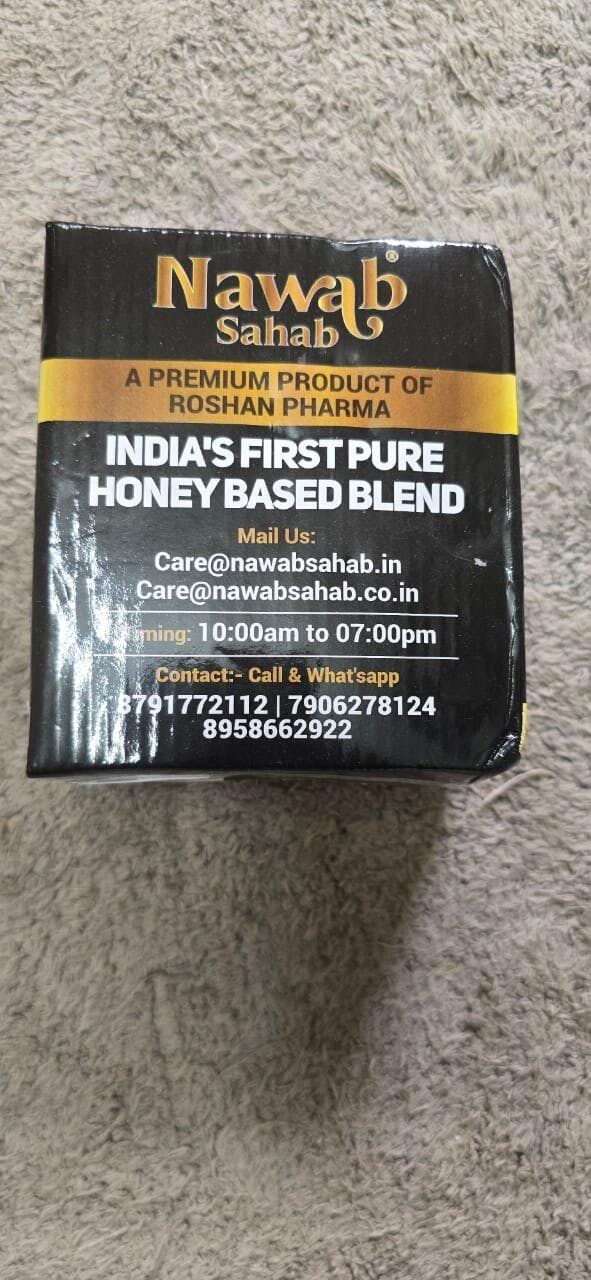 Nawab®
Sahab
A PREMIUM PRODUCT OF
ROSHAN PHARMA
INDIA'S FIRST PURE
HONEY BASED BLEND
Mail Us:
Care@nawabsahab.in
Care@nawabsahab.co.in
10:00am to 07:00pm
Contact:- Call & What'sapp
8791772112 | 7906278124
8958662922